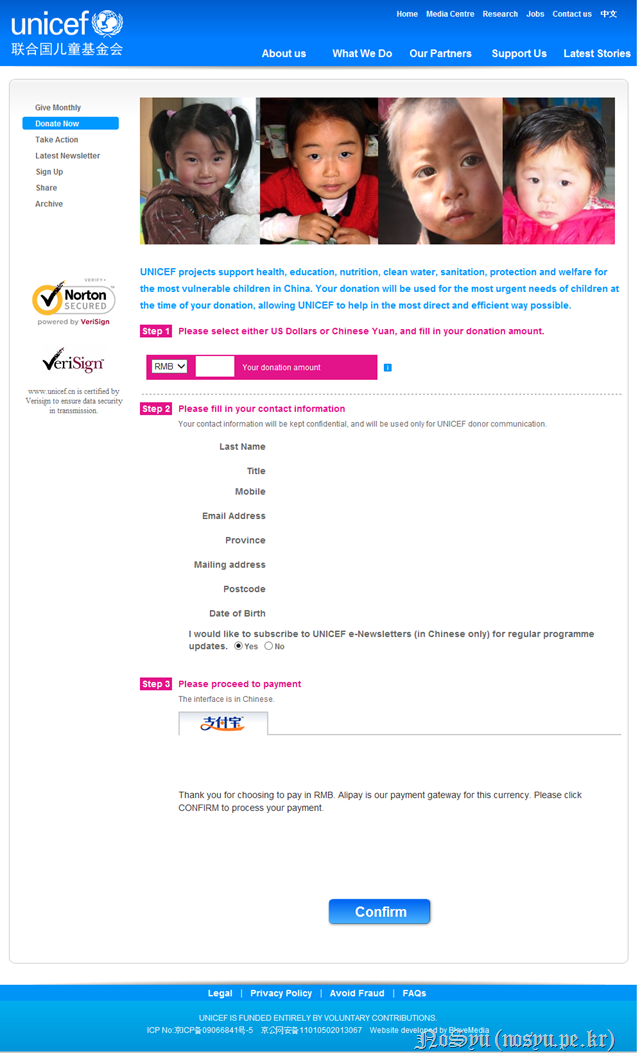 unicef
联合国儿童基金会
Home Media Centre Research Jobs Contact us 中文
About us What We Do Our Partners Support Us Latest Stories
Give Monthly
Donate Now
Take Action
Latest Newsletter
Sign Up
Share
Archive
VERIFY›
Norton
SECURED
powered by VeriSign
VeriSign
www.unicef.cn is certified by
Verisign to ensure data security
in transmission.
UNICEF projects support health, education, nutrition, clean water, sanitation, protection and welfare for
the most vulnerable children in China. Your donation will be used for the most urgent needs of children at
the time of your donation, allowing UNICEF to help in the most direct and efficient way possible.
Step 1 Please select either US Dollars or Chinese Yuan, and fill in your donation amount.
RMB Your donation amount i
Step 2 Please fill in your contact information
Your contact information will be kept confidential, and will be used only for UNICEF donor communication.
Last Name
Title
Mobile
Email Address
Province
Mailing address
Postcode
Date of Birth
I would like to subscribe to UNICEF e-Newsletters (in Chinese only) for regular programme
updates. Yes No
Step 3 Please proceed to payment
The interface is in Chinese.
支付宝
Thank you for choosing to pay in RMB. Alipay is our payment gateway for this currency. Please click
CONFIRM to process your payment.
Confirm
Legal | Privacy Policy | Avoid Fraud | FAQs
UNICEF IS FUNDED ENTIRELY BY VOLUNTARY CONTRIBUTIONS.
ICP No:京ICP备09066841号-5 京公网安备11010502013067 Website developed by BraveMedia
NoSyu (nosyu.pe.kr)